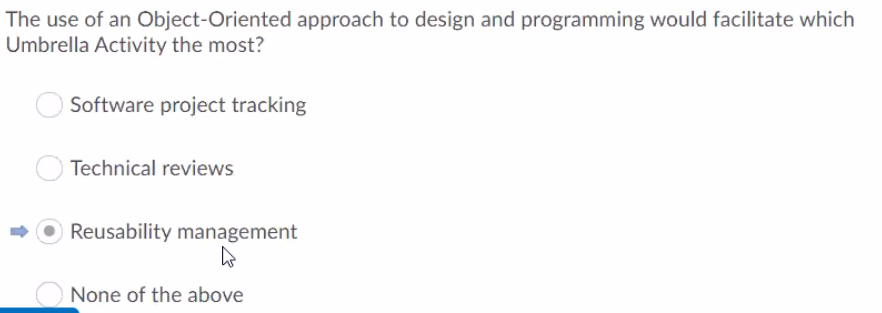 The use of an Object-Oriented approach to design and programming would facilitate which
Umbrella Activity the most?
Software project tracking
Technical reviews
Reusability management
None of the above